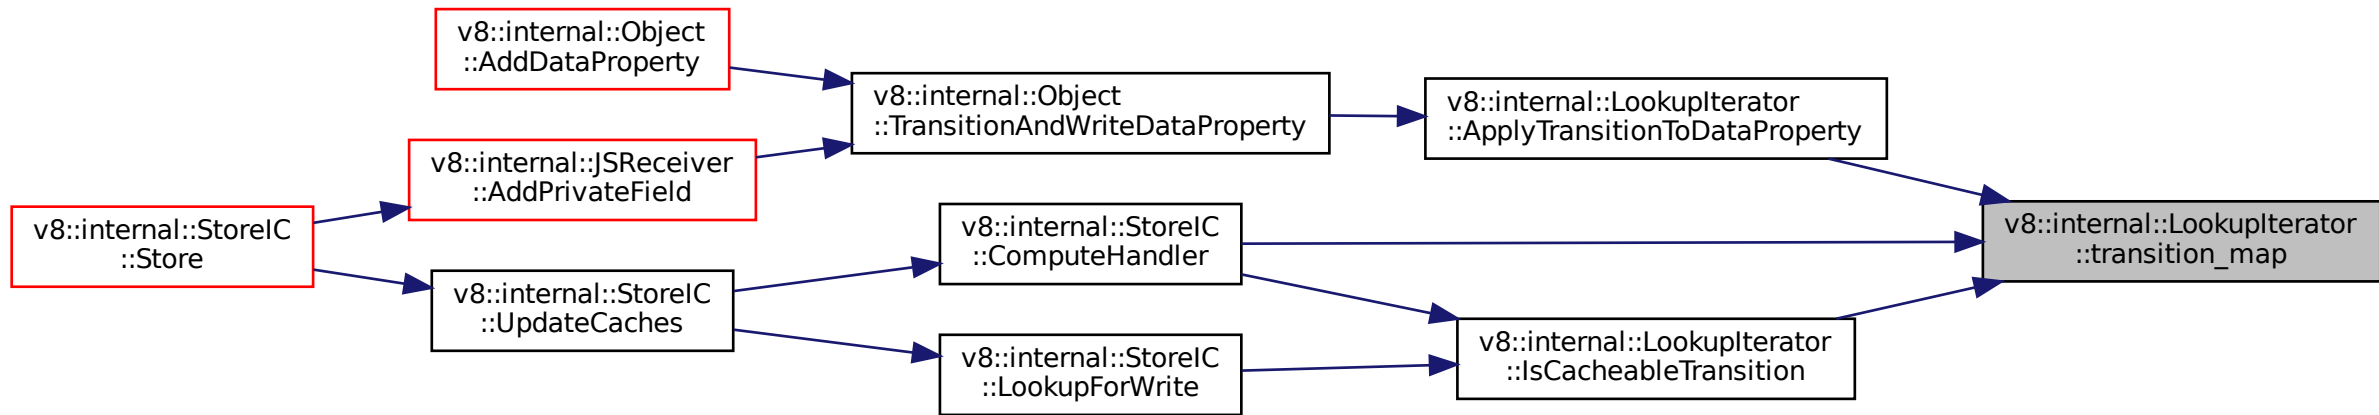 v8::internal::Object
::AddDataProperty
v8::internal::Object
::TransitionAndWriteDataProperty
v8::internal::LookupIterator
::ApplyTransitionToDataProperty
v8::internal::JSReceiver
::AddPrivateField
v8::internal::StoreIC
::Store
v8::internal::StoreIC
::ComputeHandler
v8::internal::LookupIterator
::transition_map
v8::internal::StoreIC
::UpdateCaches
v8::internal::StoreIC
::LookupForWrite
v8::internal::LookupIterator
::IsCacheableTransition